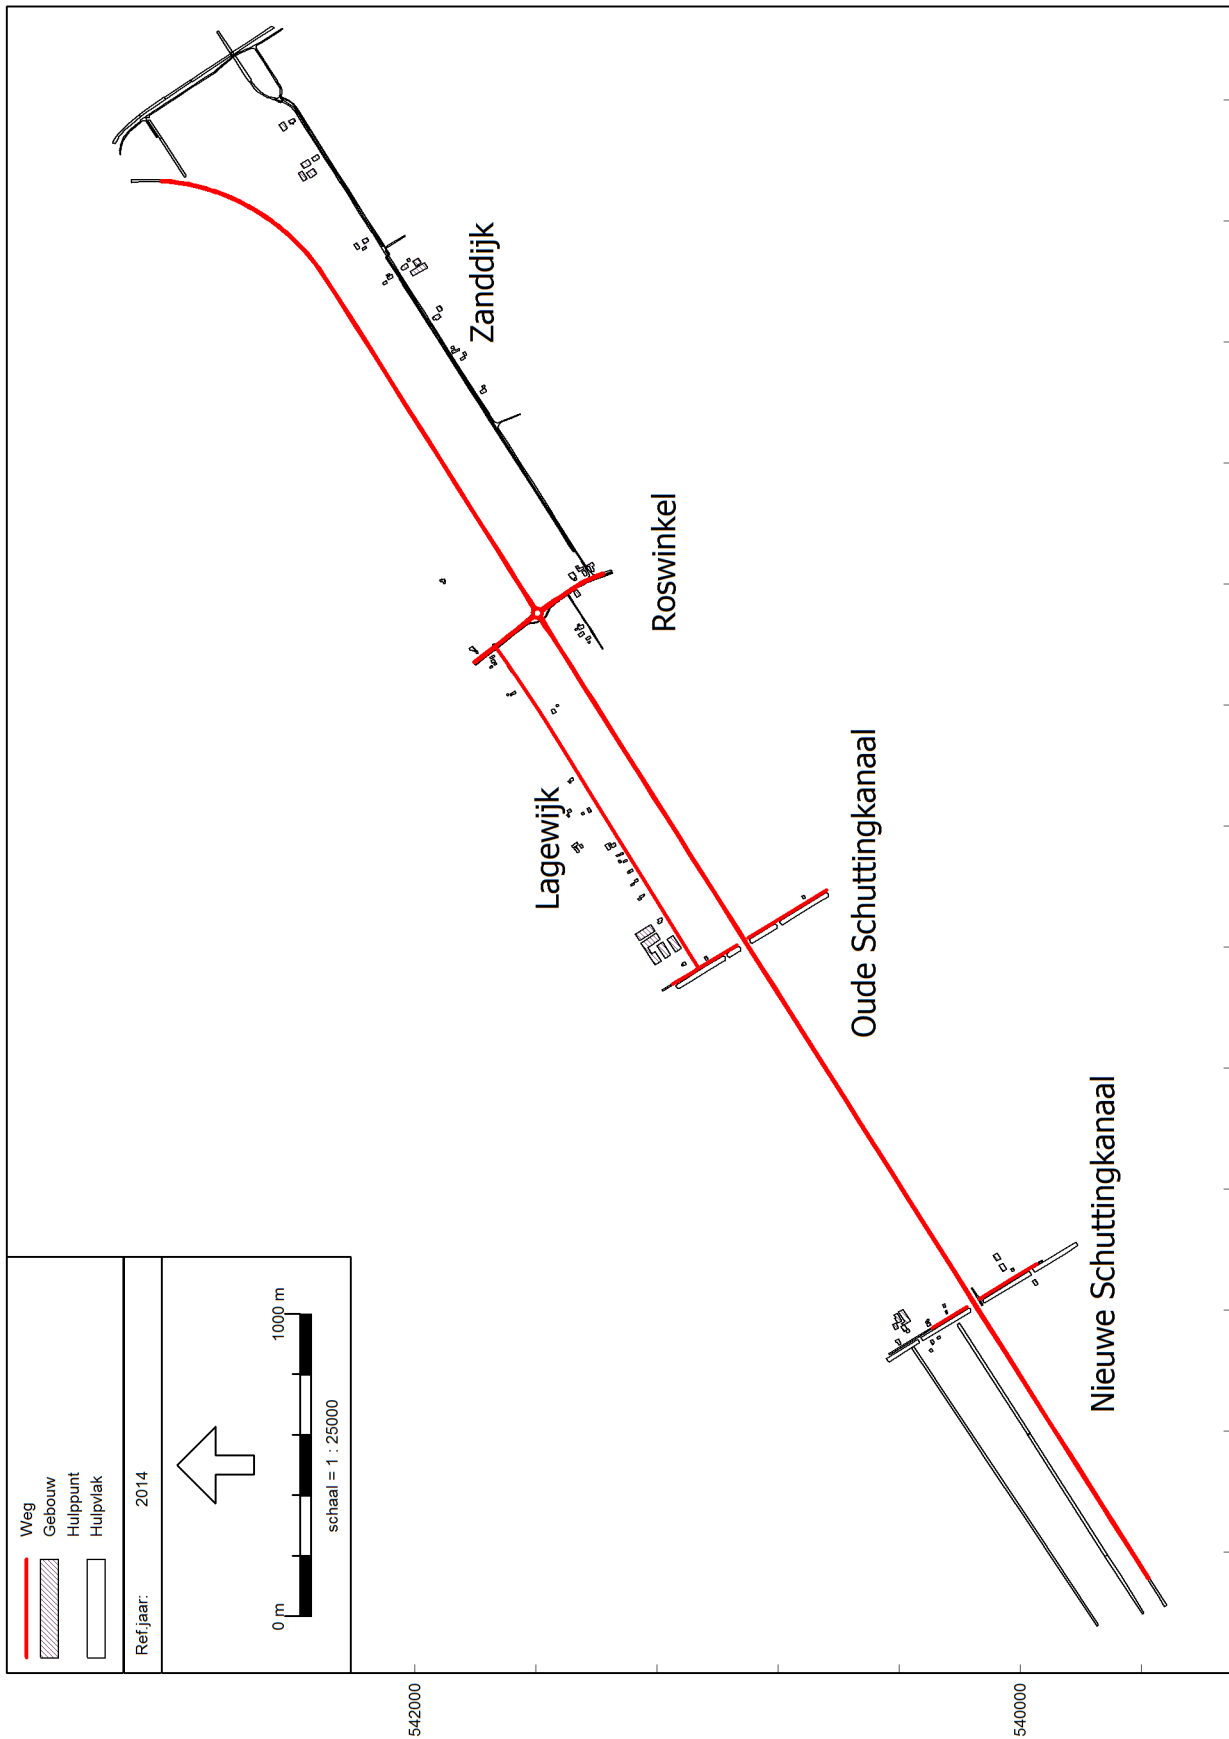 Weg
Gebouw
Hulppunt
Hulpvlak
Ref.jaar: 2014
0 m 1000 m
schaal = 1 : 25000
Zanddijk
Roswinkel
Lagewijk
Oude Schuttingkanaal
Nieuwe Schuttingkanaal
542000
540000